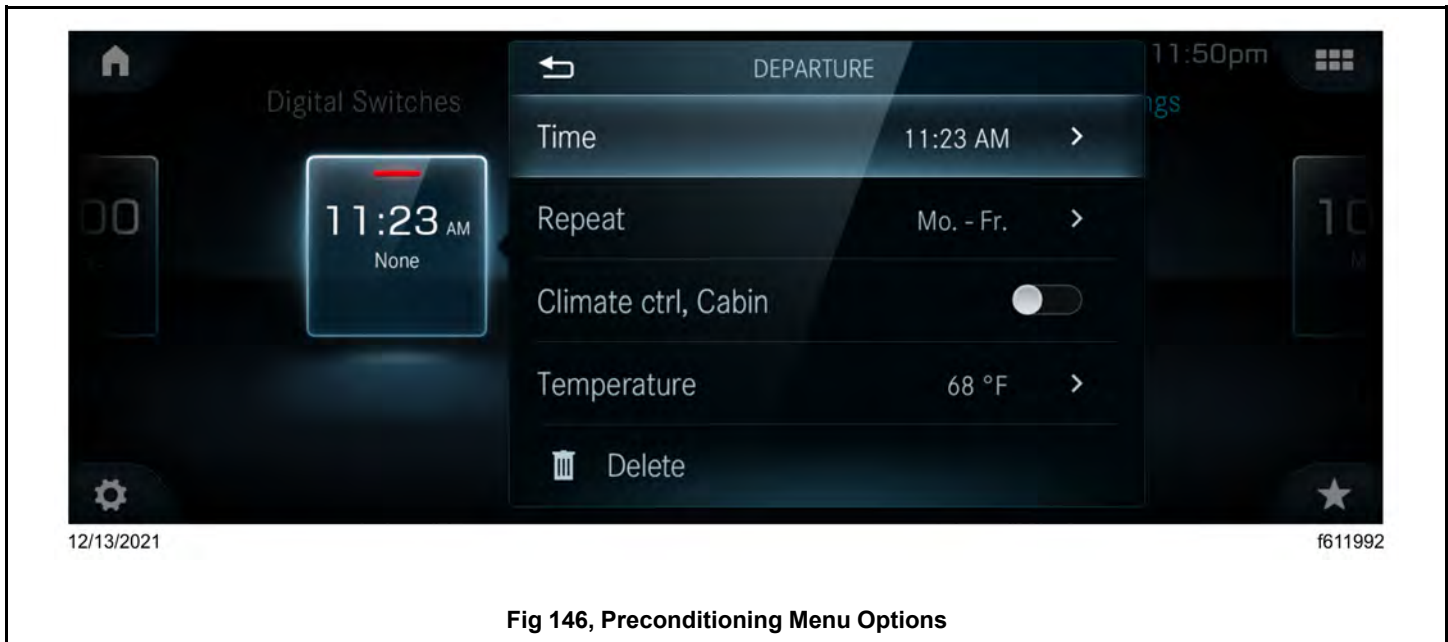 11:50pm
Digital Switches
DEPARTURE
Time 11:23 AM
11:23 AM
None
Repeat Mo. - Fr.
Climate ctrl, Cabin
Temperature 68 °F
Delete
12/13/2021
f611992
Fig 146, Preconditioning Menu Options